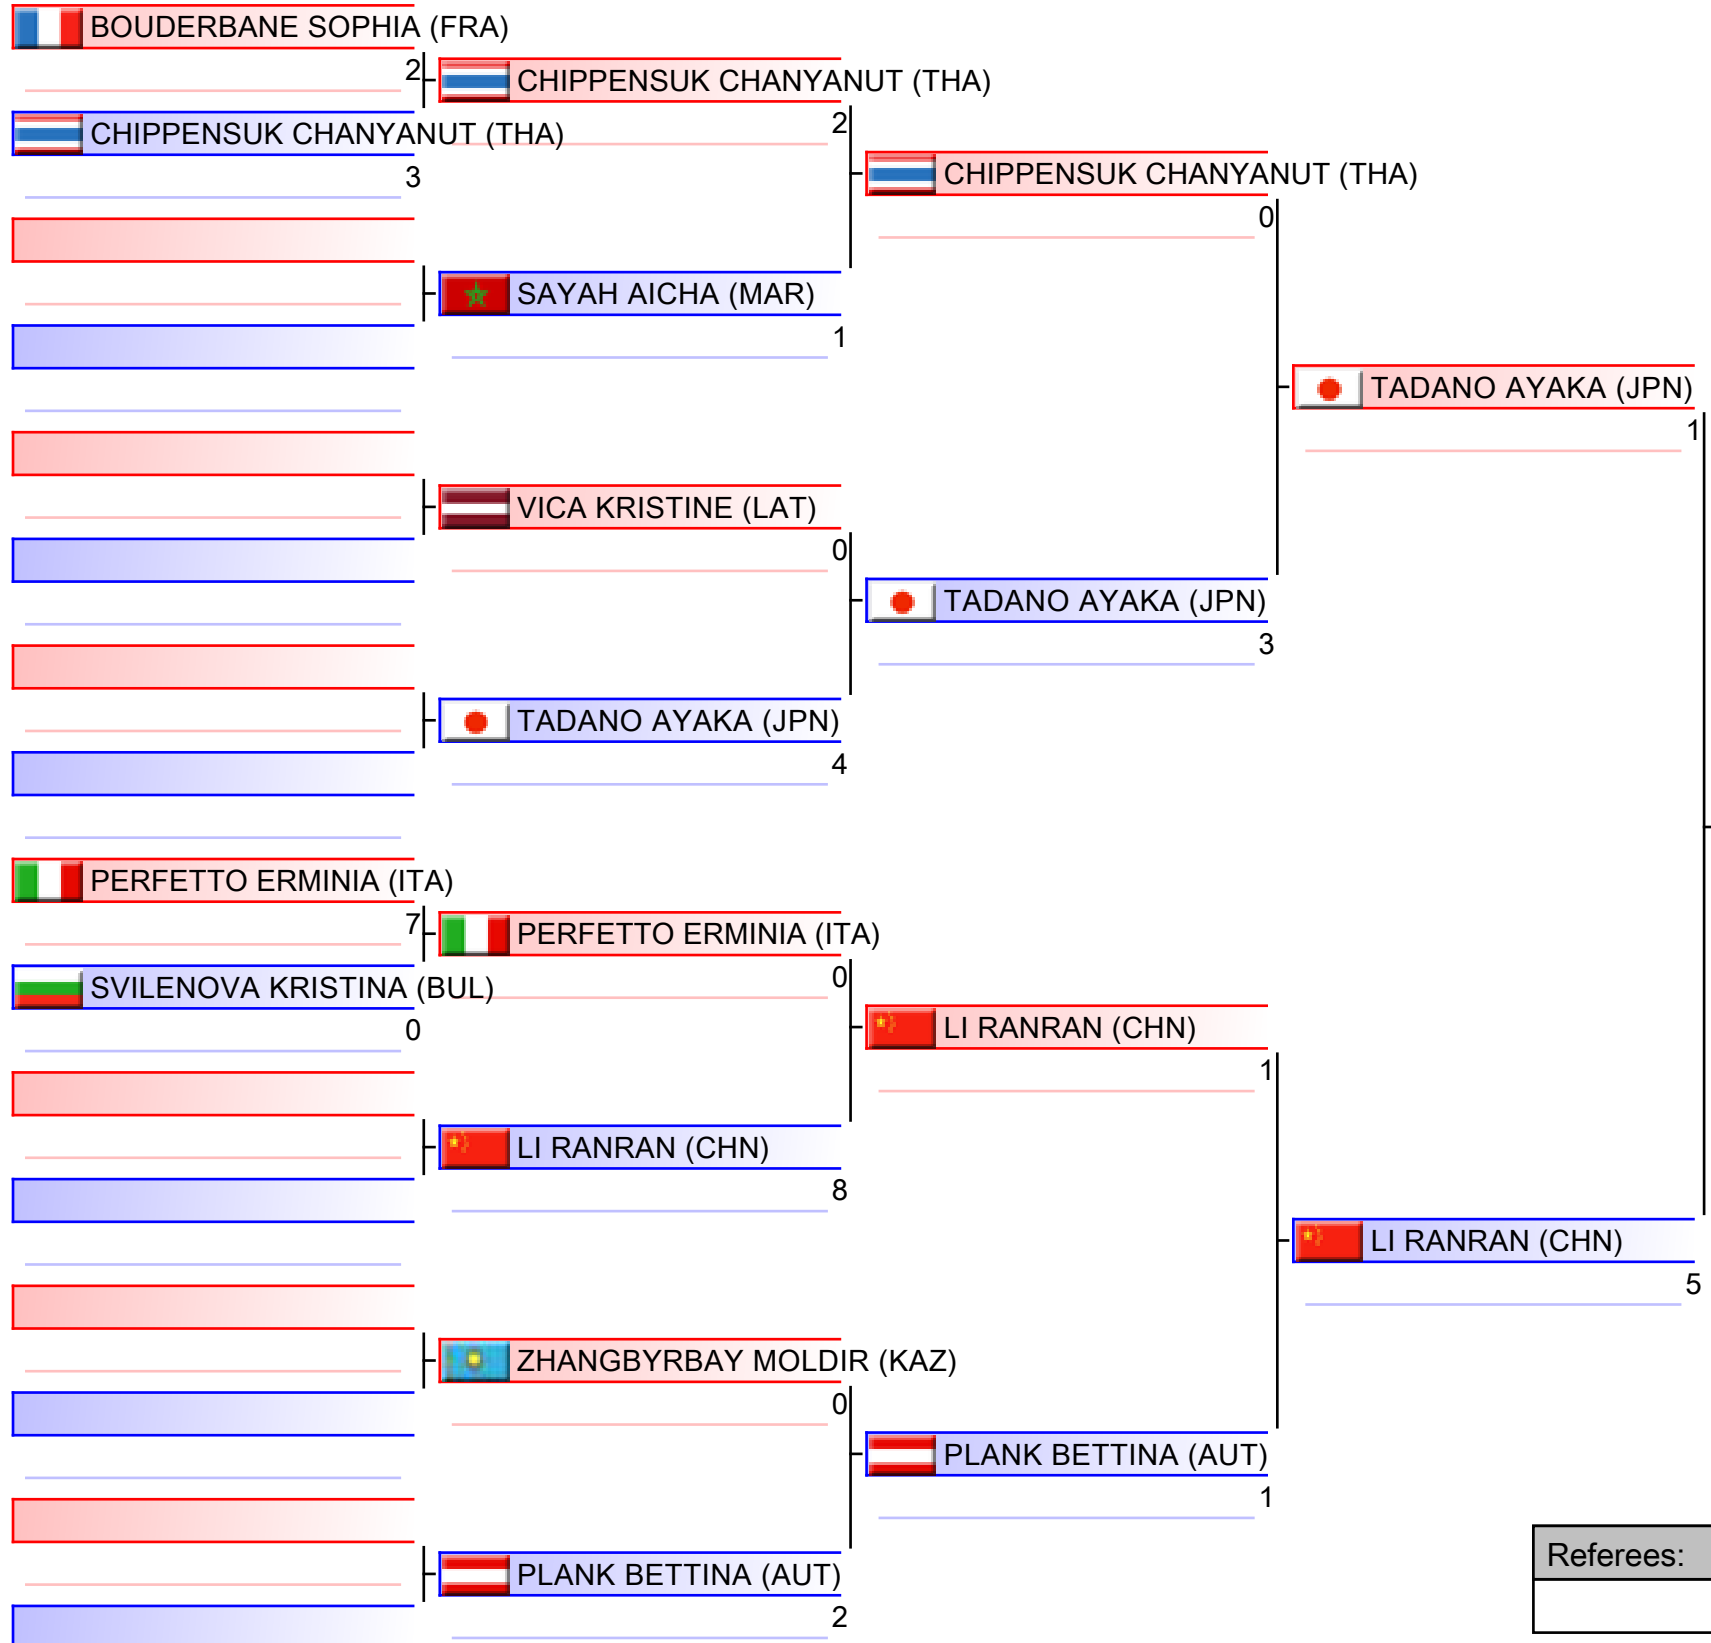 BOUDERBANE SOPHIA (FRA)
2
CHIPPENSUK CHANYANUT (THA)
3
CHIPPENSUK CHANYANUT (THA)
2
SAYAH AICHA (MAR)
1
VICA KRISTINE (LAT)
0
TADANO AYAKA (JPN)
4
CHIPPENSUK CHANYANUT (THA)
0
TADANO AYAKA (JPN)
3
TADANO AYAKA (JPN)
1
PERFETTO ERMINIA (ITA)
7
SVILENOVA KRISTINA (BUL)
0
PERFETTO ERMINIA (ITA)
0
LI RANRAN (CHN)
8
ZHANGBYRBAY MOLDIR (KAZ)
0
PLANK BETTINA (AUT)
2
LI RANRAN (CHN)
1
PLANK BETTINA (AUT)
1
LI RANRAN (CHN)
5
Referees: